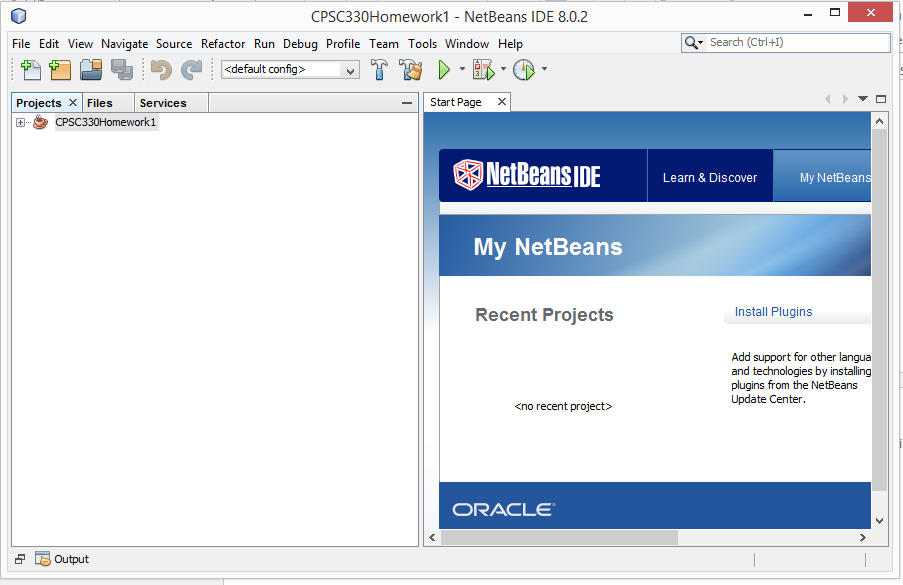 CPSC330Homework1 - NetBeans IDE 8.0.2
File Edit View Navigate Source Refactor Run Debug Profile Team Tools Window Help
Search (Ctrl+I)
<default config>
Projects Files Services
Start Page
CPSC330Homework1
NetBeans IDE
Learn & Discover
My NetBeans
My NetBeans
Recent Projects
<no recent project>
Install Plugins
Add support for other langua
and technologies by installing
plugins from the NetBeans
Update Center.
ORACLE
Output